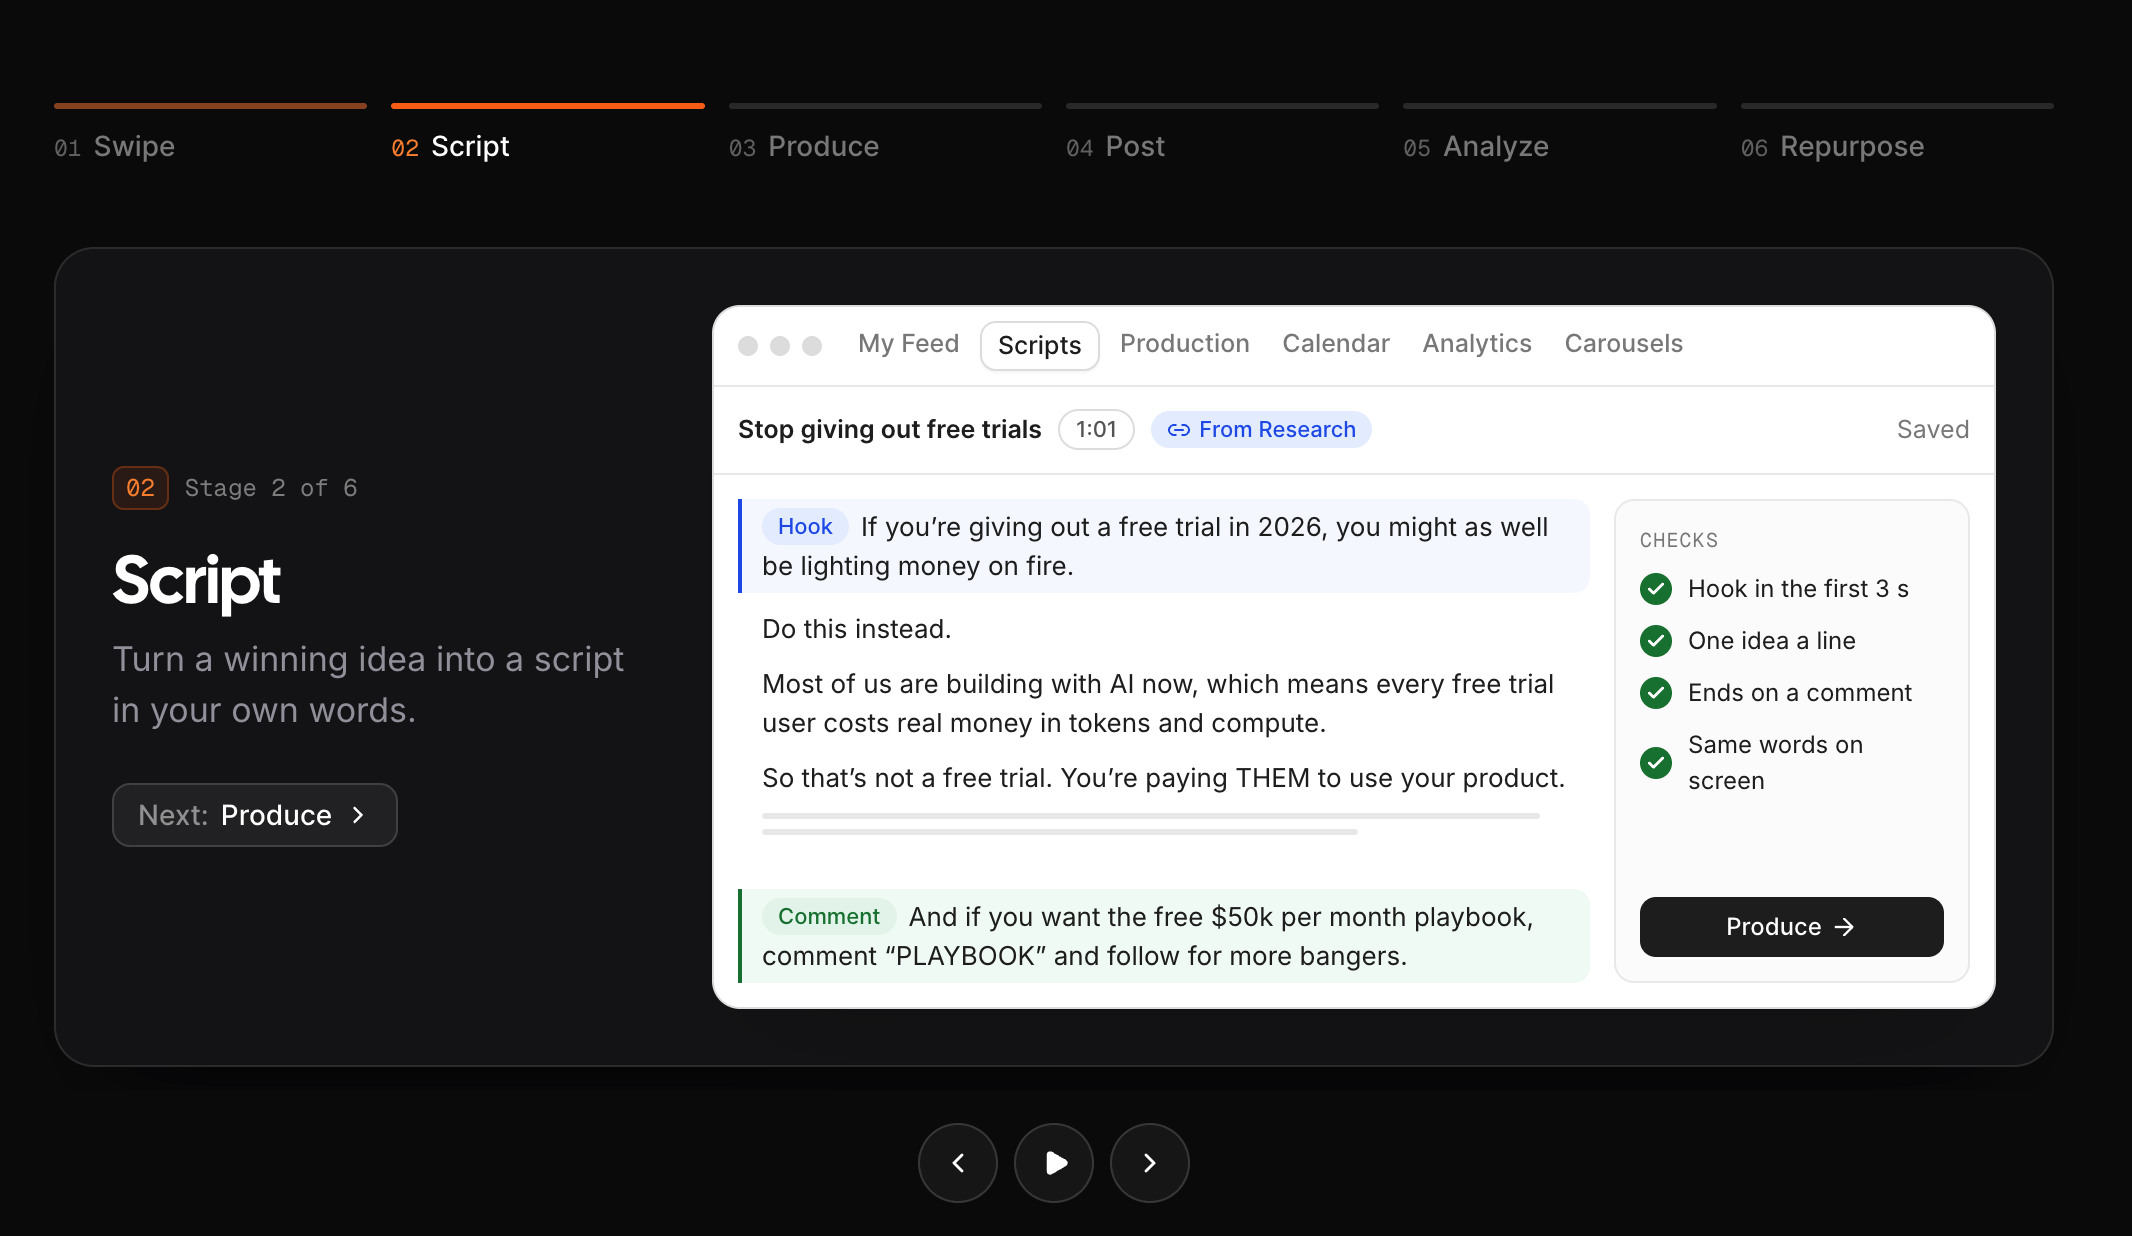 01 Swipe
02 Script
03 Produce
04 Post
05 Analyze
06 Repurpose
02 Stage 2 of 6
Script
Turn a winning idea into a script
in your own words.
Next: Produce
My Feed Scripts Production Calendar Analytics Carousels
Stop giving out free trials 1:01 From Research Saved
Hook If you’re giving out a free trial in 2026, you might as well
be lighting money on fire.
Do this instead.
Most of us are building with AI now, which means every free trial
user costs real money in tokens and compute.
So that’s not a free trial. You’re paying THEM to use your product.
Comment And if you want the free $50k per month playbook,
comment “PLAYBOOK” and follow for more bangers.
CHECKS
Hook in the first 3 s
One idea a line
Ends on a comment
Same words on
screen
Produce →